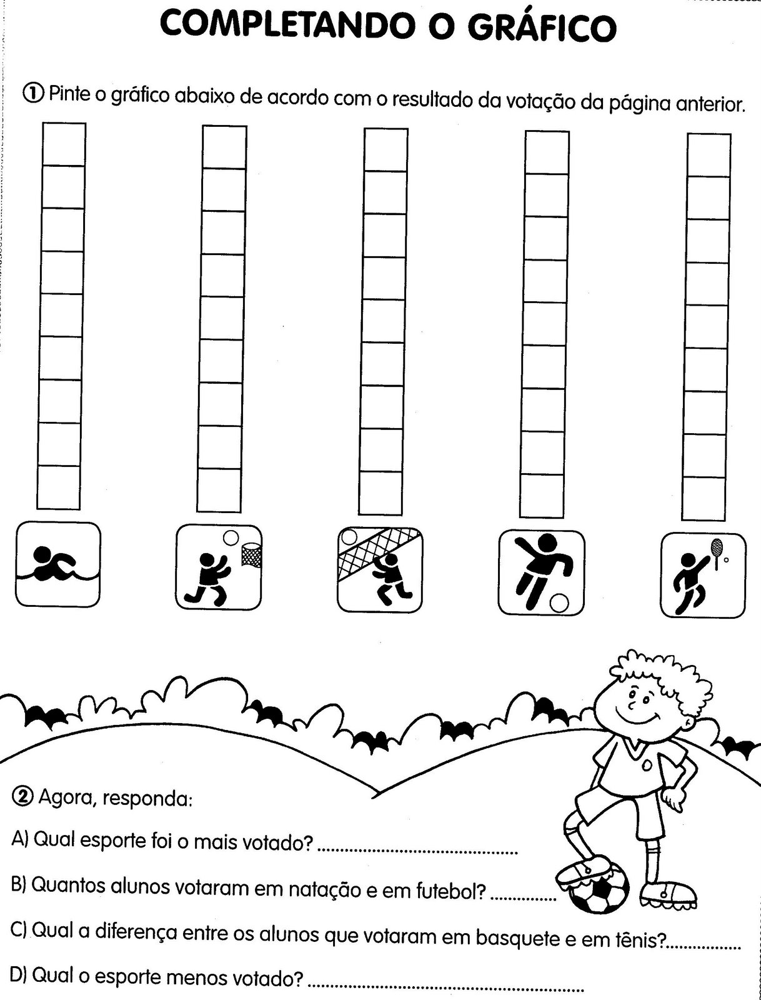 COMPLETANDO O GRÁFICO
① Pinte o gráfico abaixo de acordo com o resultado da votação da página anterior.
② Agora, responda:
A) Qual esporte foi o mais votado? ........................................
B) Quantos alunos votaram em natação e em futebol? ...............
C) Qual a diferença entre os alunos que votaram em basquete e em tênis?.................
D) Qual o esporte menos votado? ........................................................